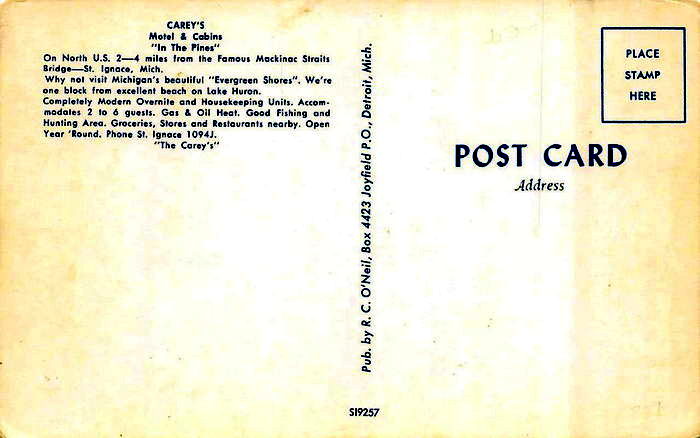 CAREY'S
Motel & Cabins
"In The Pines"
On North U.S. 2—4 miles from the Famous Mackinac Straits
Bridge—St. Ignace, Mich.
Why not visit Michigan's beautiful "Evergreen Shores". We're
one block from excellent beach on Lake Huron.
Completely Modern Overnite and Housekeeping Units. Accom-
modates 2 to 6 guests. Gas & Oil Heat. Good Fishing and
Hunting Area. Groceries, Stores and Restaurants nearby. Open
Year 'Round. Phone St. Ignace 1094J.
"The Carey's"
Pub. by R. C. O'Neil, Box 4423 Joyfield P.O., Detroit, Mich.
S19257
PLACE
STAMP
HERE
POST CARD
Address